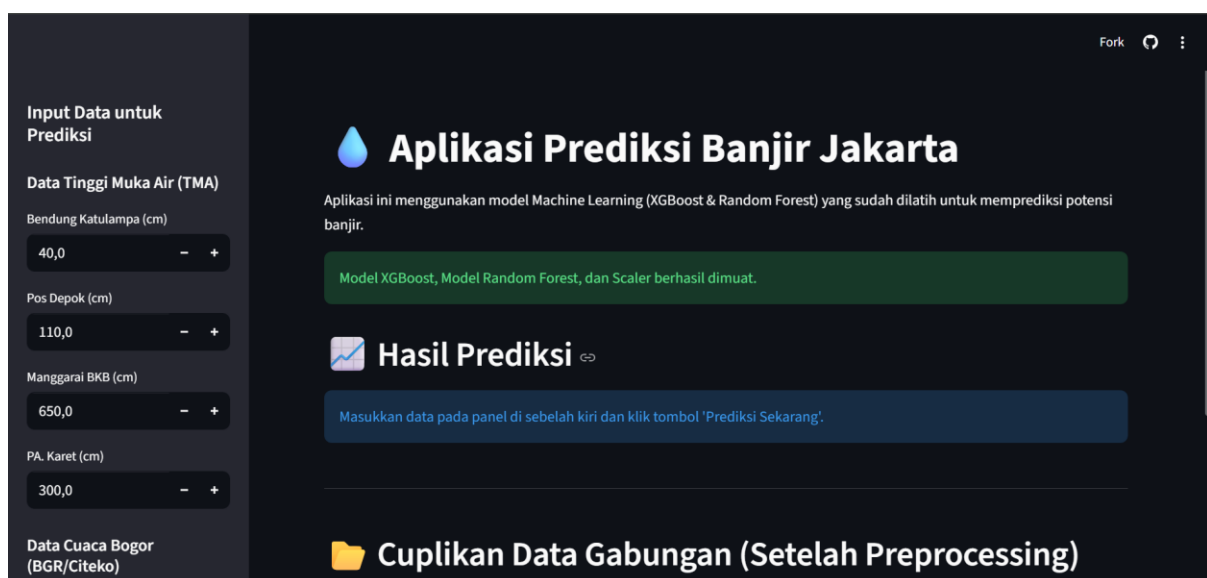 Fork
Input Data untuk
Prediksi
Data Tinggi Muka Air (TMA)
Bendung Katulampa (cm)
40,0
Pos Depok (cm)
110,0
Manggarai BKB (cm)
650,0
PA. Karet (cm)
300,0
Data Cuaca Bogor
(BGR/Citeko)
Aplikasi Prediksi Banjir Jakarta
Aplikasi ini menggunakan model Machine Learning (XGBoost & Random Forest) yang sudah dilatih untuk memprediksi potensi
banjir.
Model XGBoost, Model Random Forest, dan Scaler berhasil dimuat.
Hasil Prediksi
Masukkan data pada panel di sebelah kiri dan klik tombol 'Prediksi Sekarang'.
Cuplikan Data Gabungan (Setelah Preprocessing)